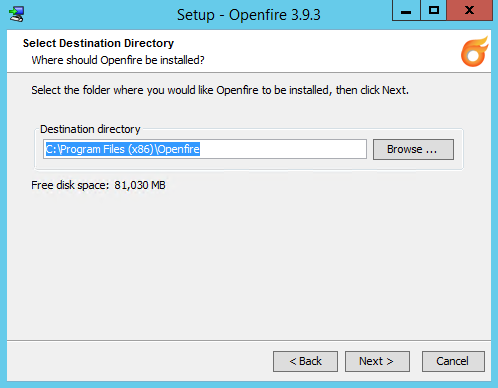 Setup - Openfire 3.9.3
Select Destination Directory
Where should Openfire be installed?
Select the folder where you would like Openfire to be installed, then click Next.
Destination directory
C:\Program Files (x86)\Openfire
Browse ...
Free disk space: 81,030 MB
< Back
Next >
Cancel